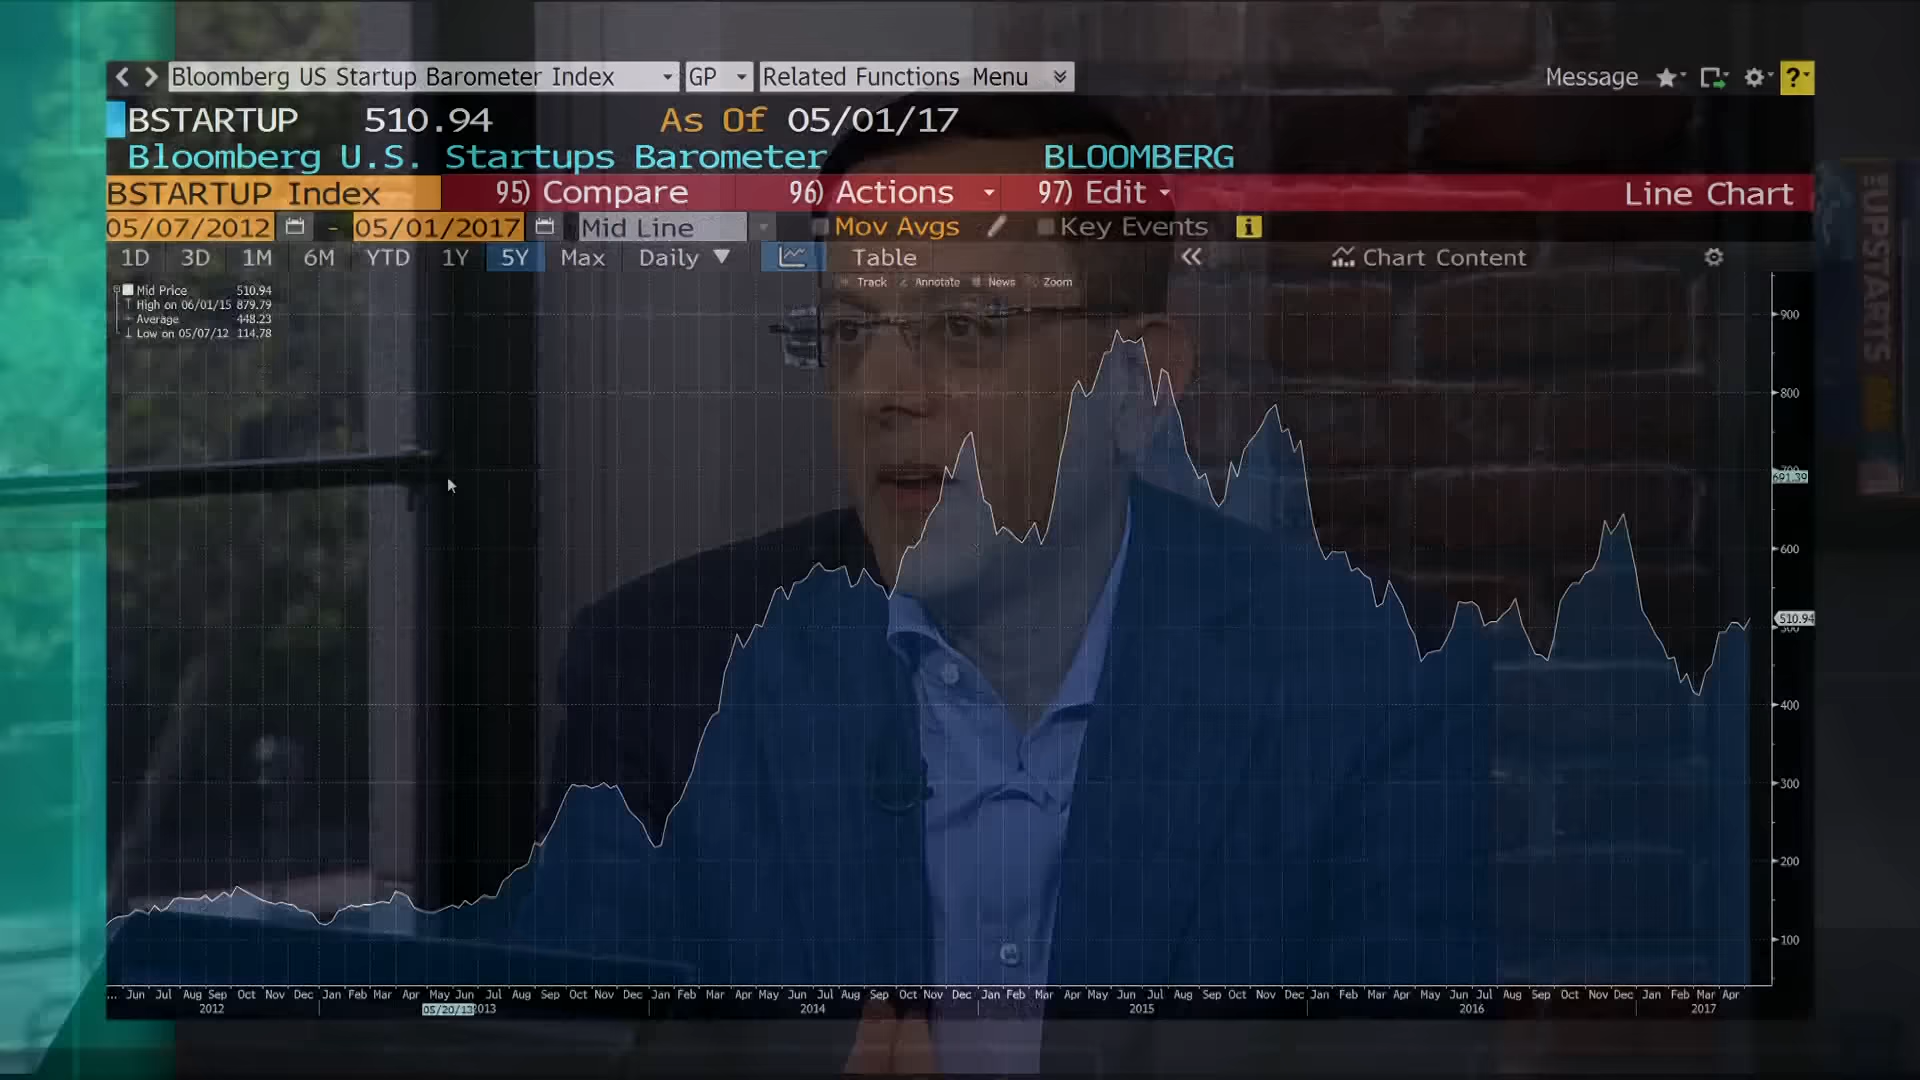 Bloomberg US Startup Barometer Index GP Related Functions Menu Message ?
BSTARTUP 510.94 As Of 05/01/17
Bloomberg U.S. Startups Barometer BLOOMBERG
BSTARTUP Index 95) Compare 96) Actions 97) Edit Line Chart
05/07/2012 - 05/01/2017 Mid Line Mov Avgs Key Events i
1D 3D 1M 6M YTD 1Y 5Y Max Daily Table Chart Content
Track Annotate News Zoom
Mid Price 510.94
High on 06/01/15 879.79
Average 448.23
Low on 05/07/12 114.78
UPSTARTS
900
800
700
691.39
600
510.94
500
400
300
200
100
... Jun Jul Aug Sep Oct Nov Dec Jan Feb Mar Apr May Jun Jul Aug Sep Oct Nov Dec Jan Feb Mar Apr May Jun Jul Aug Sep Oct Nov Dec Jan Feb Mar Apr May Jun Jul Aug Sep Oct Nov Dec Jan Feb Mar Apr May Jun Jul Aug Sep Oct Nov Dec Jan Feb Mar Apr
2012 05/20/13 2013 2014 2015 2016 2017